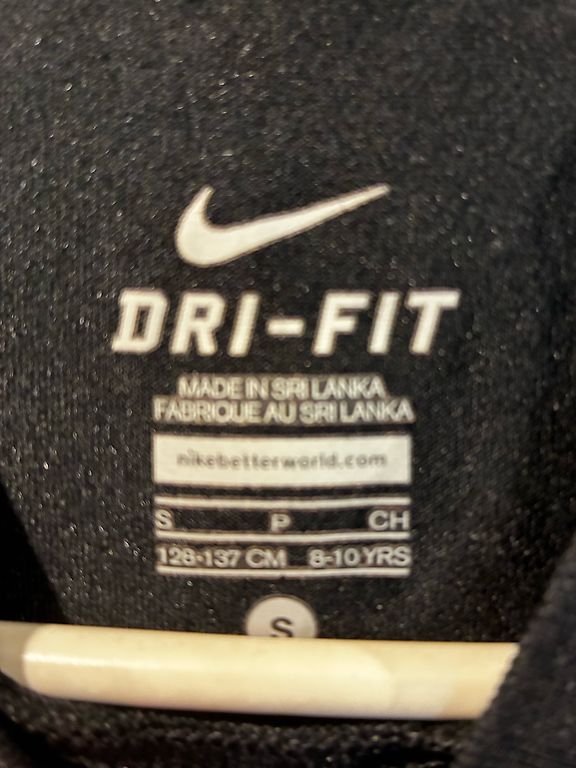 DRI-FIT
MADE IN SRI LANKA
FABRIQUE AU SRI LANKA
nikebetterworld.com
S P CH
128-137 CM 8-10 YRS
S